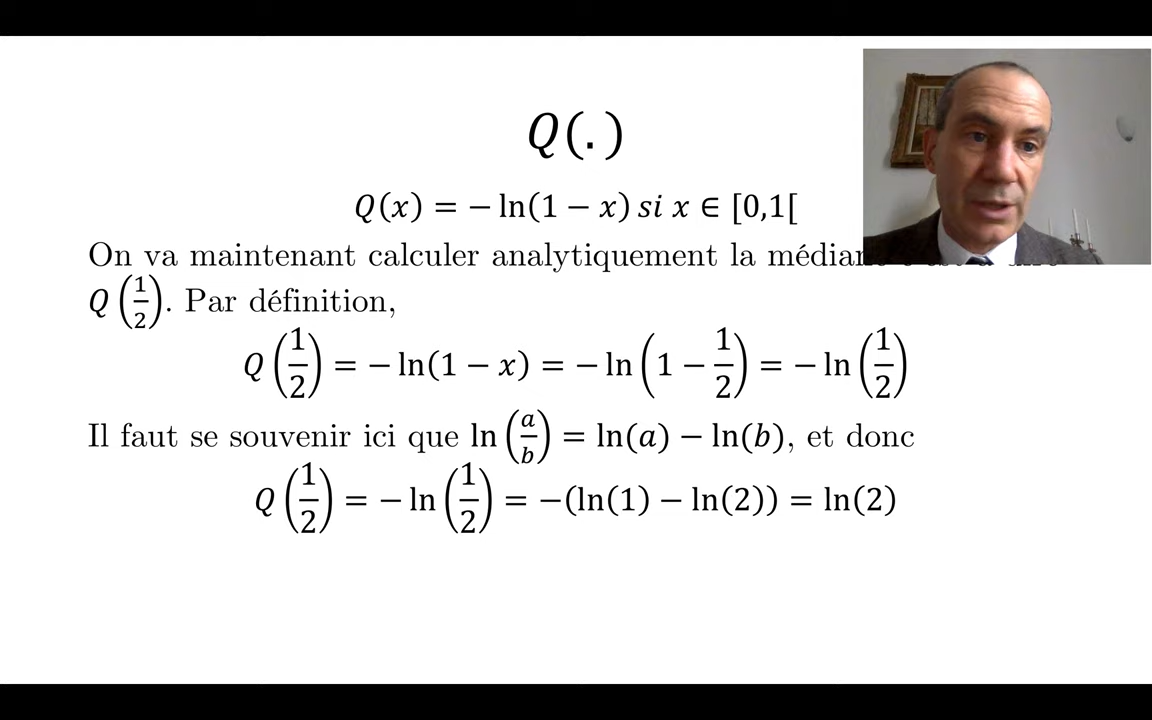 Q(.)
Q(x) = − ln(1 − x) si x ∈ [0,1[
On va maintenant calculer analytiquement la
Q(1/2). Par définition,
Q(1/2) = − ln(1 − x) = − ln(1 − 1/2) = − ln(1/2)
Il faut se souvenir ici que ln(a/b) = ln(a) − ln(b), et donc
Q(1/2) = − ln(1/2) = −(ln(1) − ln(2)) = ln(2)